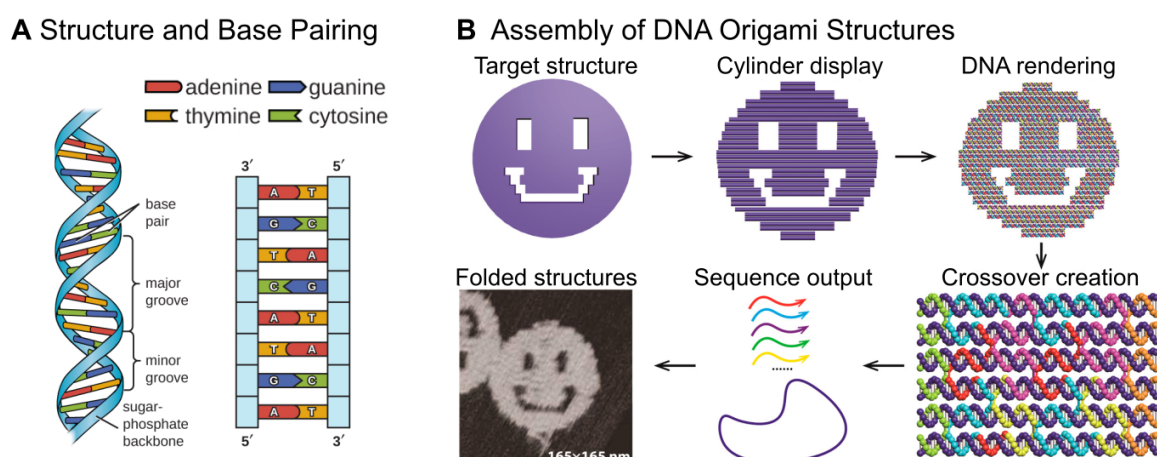 A Structure and Base Pairing
adenine guanine
thymine cytosine
base
pair
major
groove
minor
groove
sugar-
phosphate
backbone
3′ 5′
A T
G C
T A
C G
A T
T A
G C
A T
5′ 3′
B Assembly of DNA Origami Structures
Target structure Cylinder display DNA rendering
Folded structures Sequence output Crossover creation
......
165×165 nm